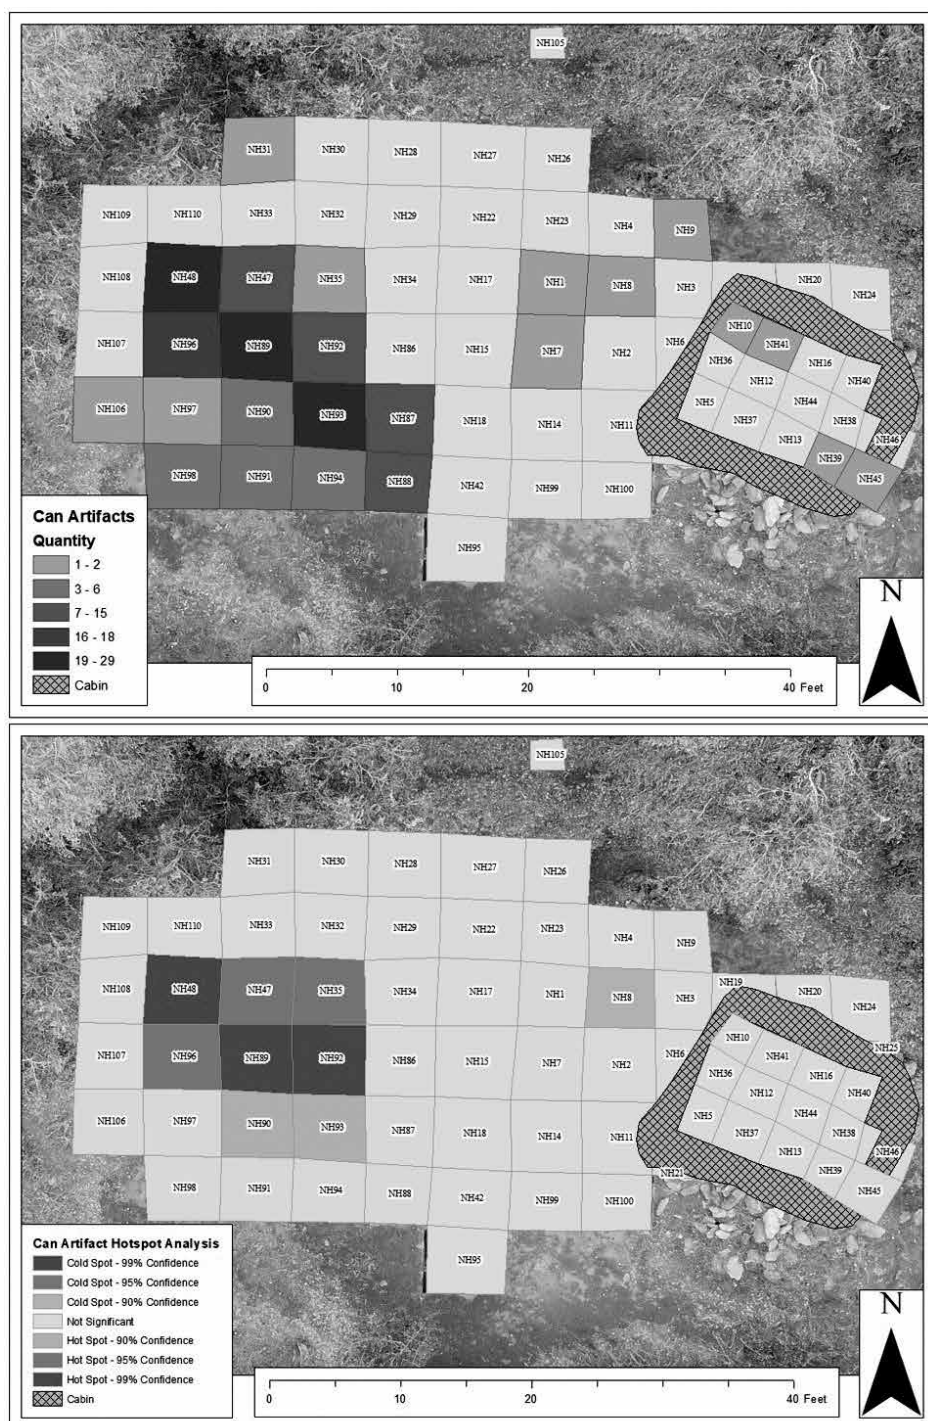 NH105
NH31 NH30 NH28 NH27 NH26
NH109 NH110 NH33 NH32 NH29 NH22 NH23 NH4 NH9
NH108 NH48 NH47 NH35 NH34 NH17 NH1 NH8 NH3 NH20 NH24
NH107 NH96 NH89 NH92 NH86 NH15 NH7 NH2 NH6 NH10 NH41 NH16
NH36 NH12 NH40
NH106 NH97 NH90 NH93 NH87 NH18 NH14 NH11 NH5 NH37 NH44 NH38
NH13 NH46
NH98 NH91 NH94 NH88 NH42 NH99 NH100 NH39 NH45
NH95
Can Artifacts
Quantity
1 - 2
3 - 6
7 - 15
16 - 18
19 - 29
Cabin
0 10 20 40 Feet
N
NH105
NH31 NH30 NH28 NH27 NH26
NH109 NH110 NH33 NH32 NH29 NH22 NH23 NH4 NH9
NH108 NH48 NH47 NH35 NH34 NH17 NH1 NH8 NH3 NH19 NH20 NH24
NH107 NH96 NH89 NH92 NH86 NH15 NH7 NH2 NH6 NH10 NH41 NH16 NH25
NH36 NH12 NH40
NH106 NH97 NH90 NH93 NH87 NH18 NH14 NH11 NH5 NH37 NH44 NH38
NH13 NH46
NH98 NH91 NH94 NH88 NH42 NH99 NH100 NH21 NH39 NH45
NH95
Can Artifact Hotspot Analysis
Cold Spot - 99% Confidence
Cold Spot - 95% Confidence
Cold Spot - 90% Confidence
Not Significant
Hot Spot - 90% Confidence
Hot Spot - 95% Confidence
Hot Spot - 99% Confidence
Cabin
0 10 20 40 Feet
N